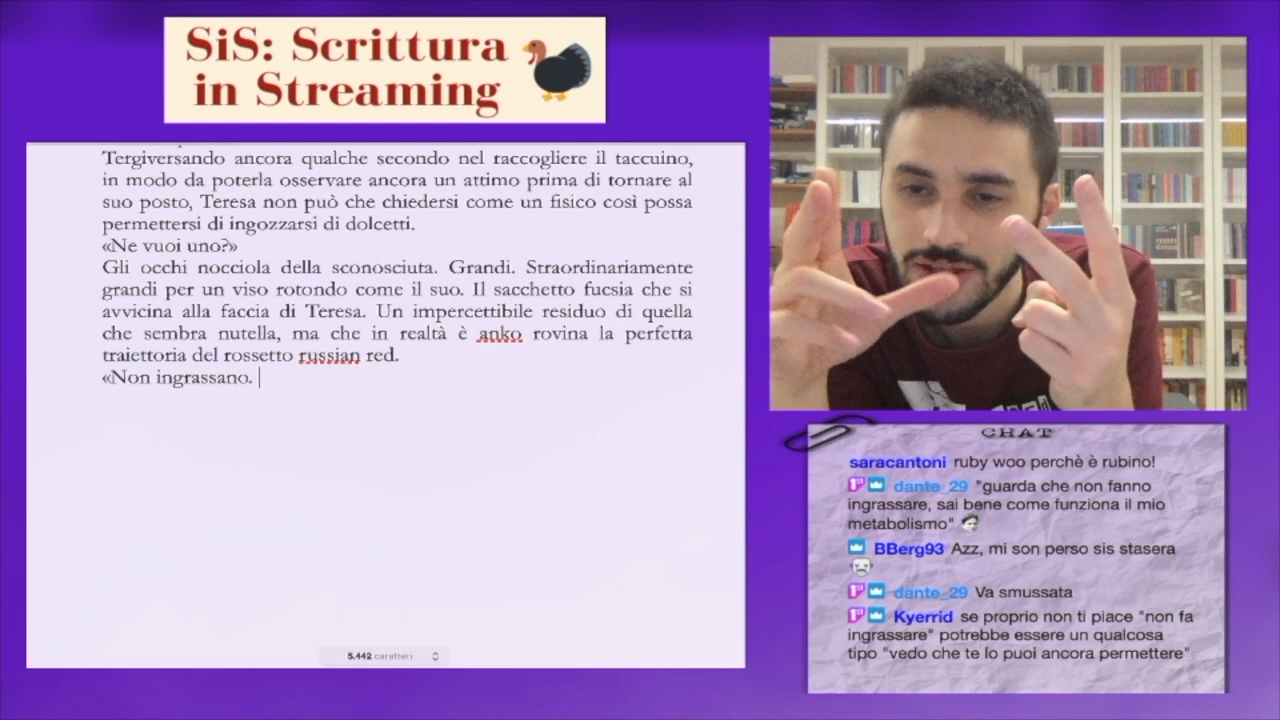 SiS: Scrittura
in Streaming
Tergiversando ancora qualche secondo nel raccogliere il taccuino,
in modo da poterla osservare ancora un attimo prima di tornare al
suo posto, Teresa non può che chiedersi come un fisico così possa
permettersi di ingozzarsi di dolcetti.
«Ne vuoi uno?»
Gli occhi nocciola della sconosciuta. Grandi. Straordinariamente
grandi per un viso rotondo come il suo. Il sacchetto fucsia che si
avvicina alla faccia di Teresa. Un impercettibile residuo di quella
che sembra nutella, ma che in realtà è anko rovina la perfetta
traiettoria del rossetto russian red.
«Non ingrassano.
5.442 caratteri
CHAT
saracantoni ruby woo perchè è rubino!
dante_29 "guarda che non fanno
ingrassare, sai bene come funziona il mio
metabolismo"
BBerg93 Azz, mi son perso sis stasera
dante_29 Va smussata
Kyerrid se proprio non ti piace "non fa
ingrassare" potrebbe essere un qualcosa
tipo "vedo che te lo puoi ancora permettere"